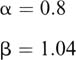 α = 0.8
β = 1.04